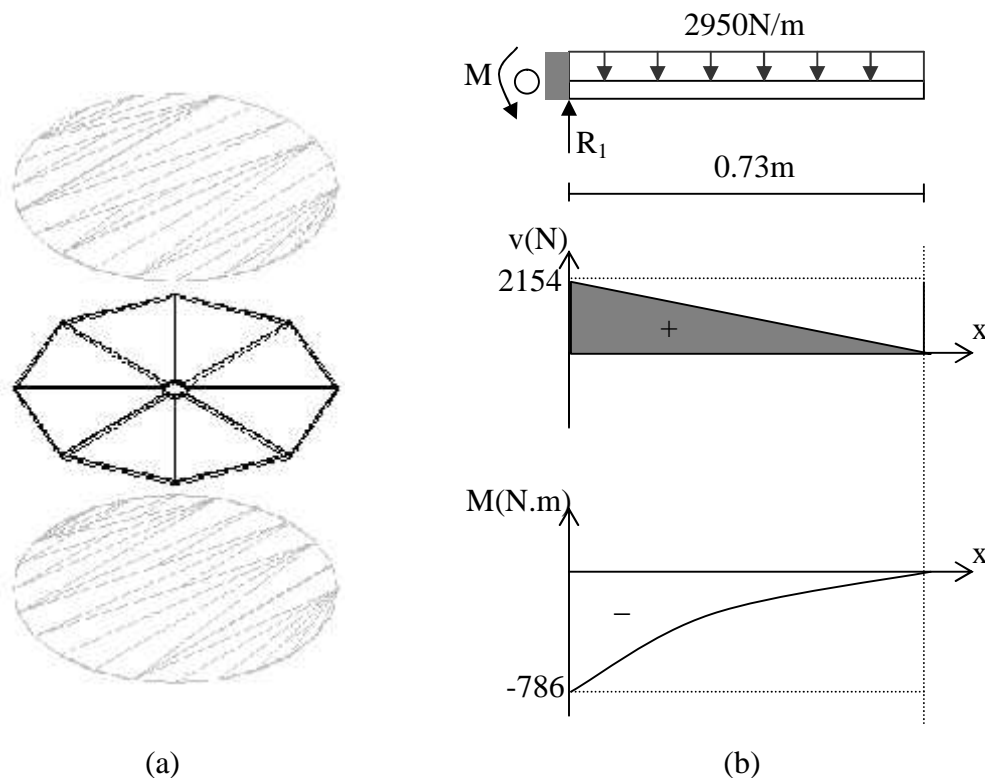 2950N/m
M
R1
0.73m
v(N)
2154
+
x
M(N.m)
x
–
-786
(a)
(b)